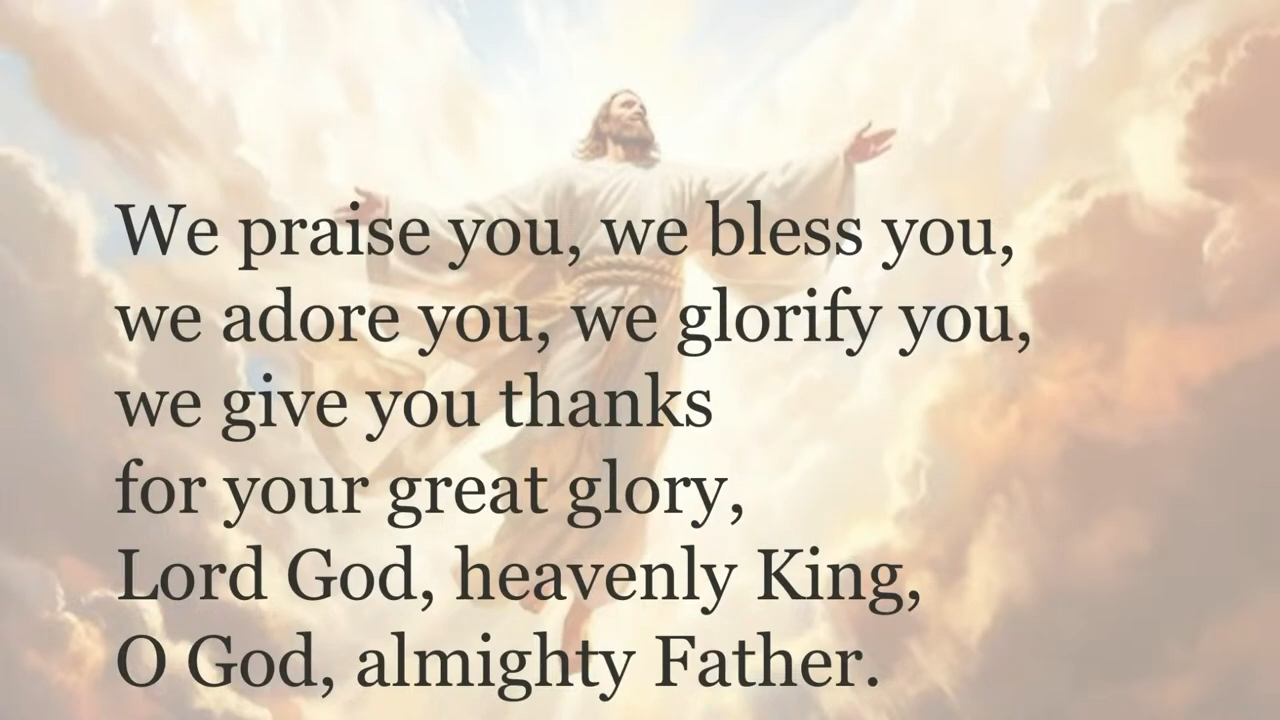 We praise you, we bless you,
we adore you, we glorify you,
we give you thanks
for your great glory,
Lord God, heavenly King,
O God, almighty Father.